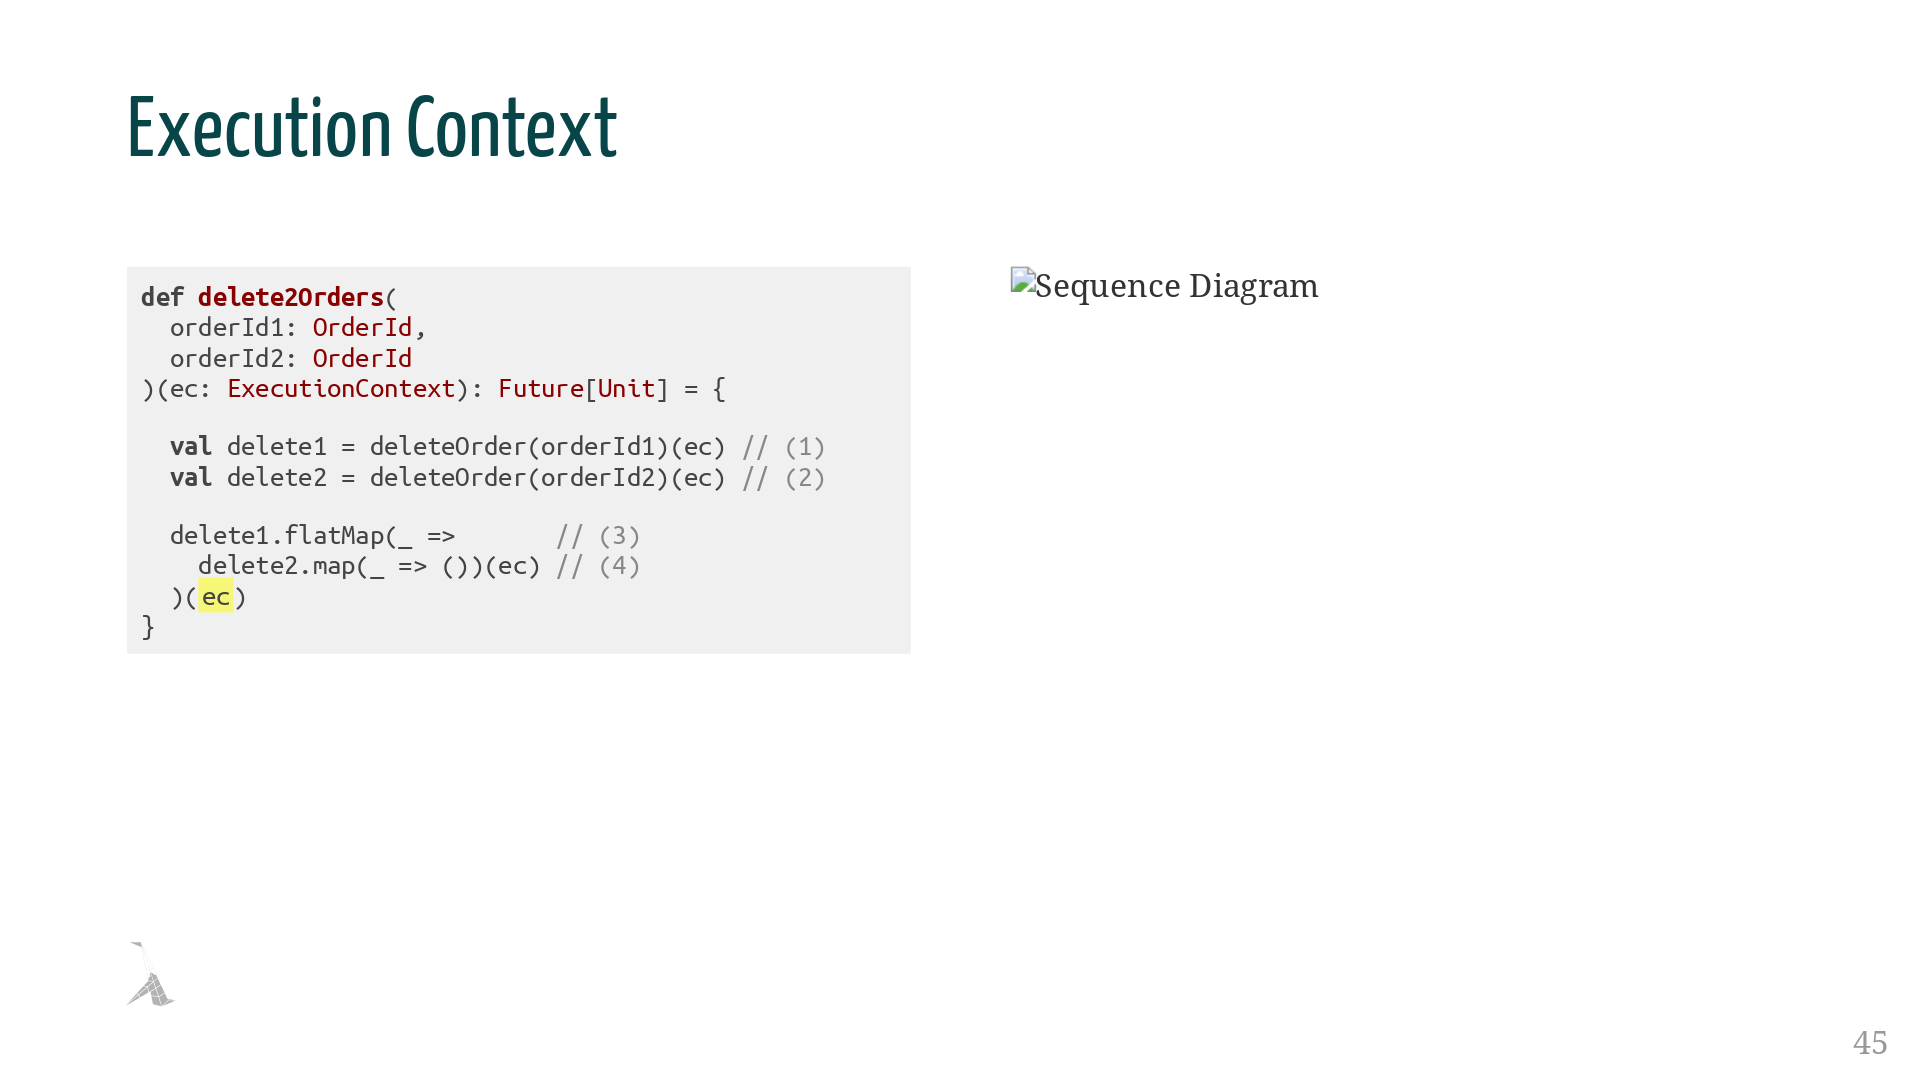 Execution Context
def delete2Orders(
  orderId1: OrderId,
  orderId2: OrderId
)(ec: ExecutionContext): Future[Unit] = {
  val delete1 = deleteOrder(orderId1)(ec) // (1)
  val delete2 = deleteOrder(orderId2)(ec) // (2)
  delete1.flatMap(_ =>       // (3)
    delete2.map(_ => ())(ec) // (4)
  )(ec)
}
Sequence Diagram
45